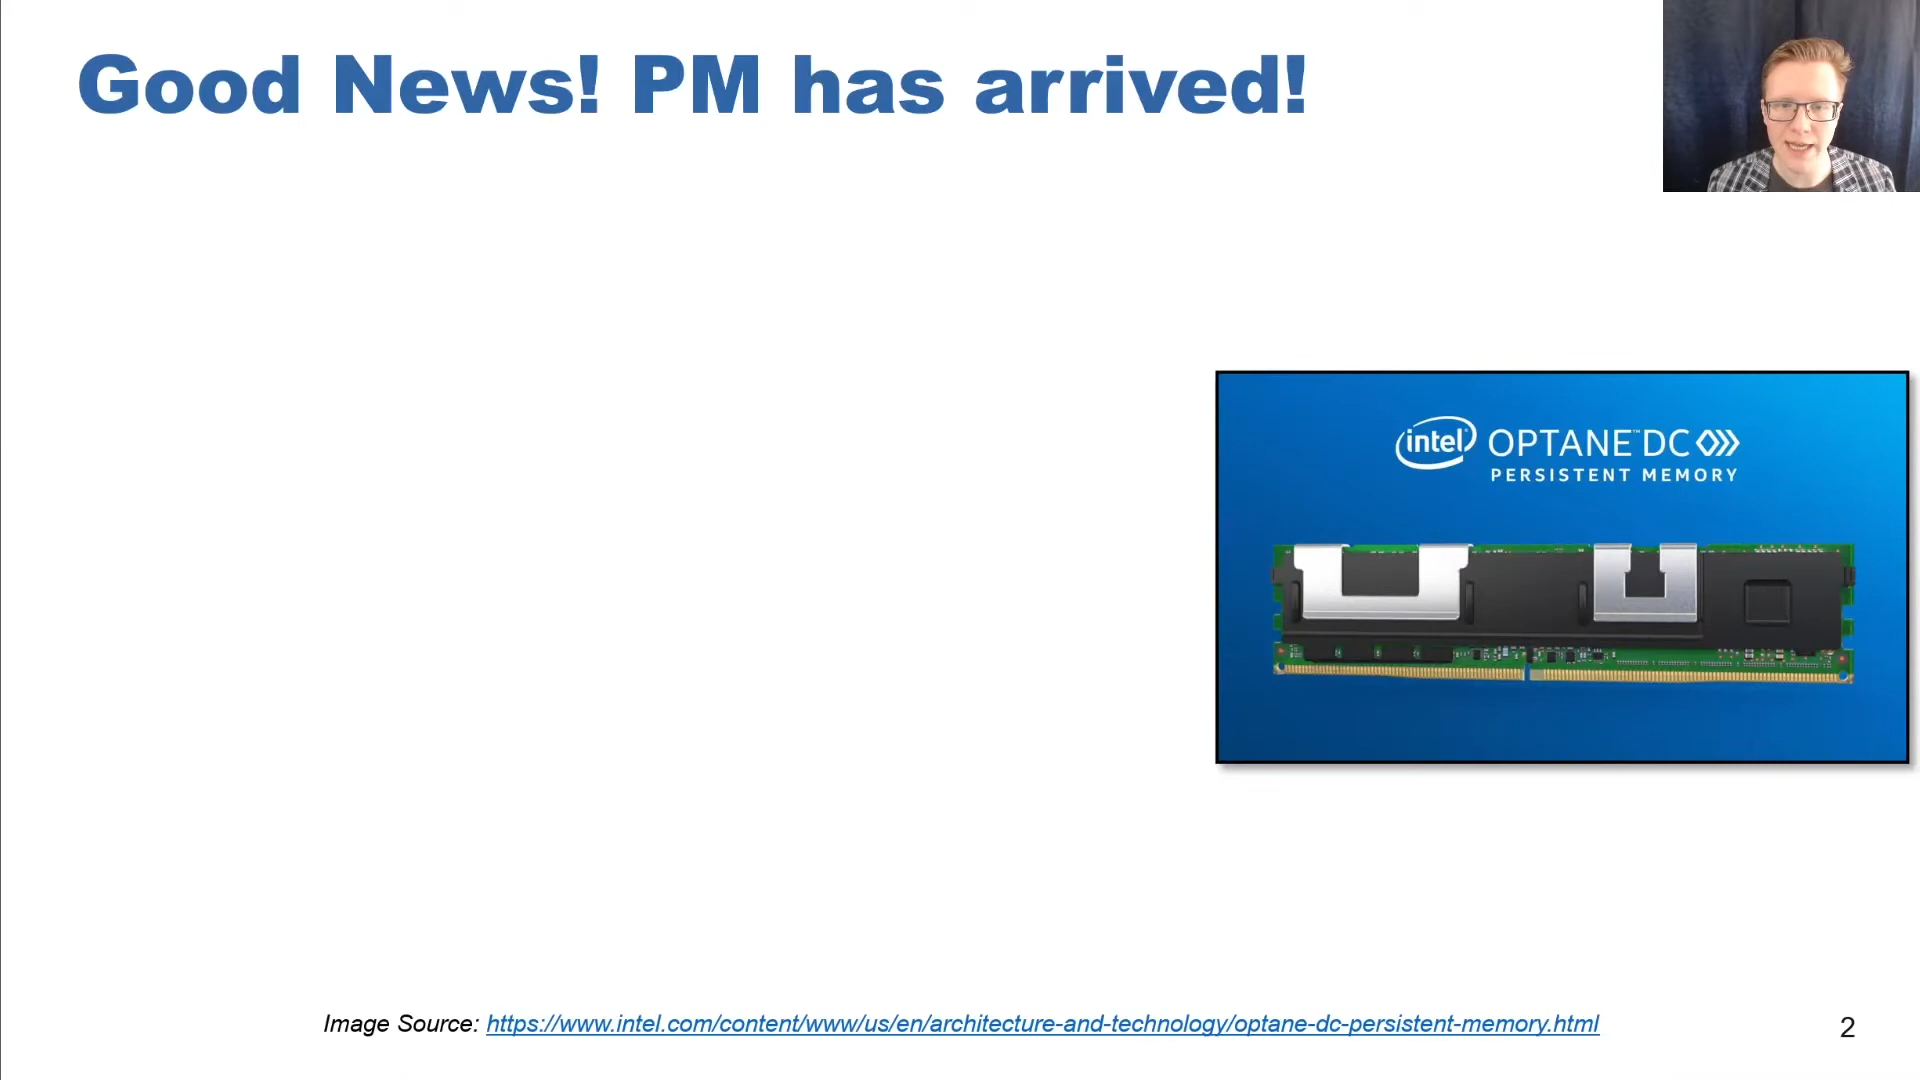 Good News! PM has arrived!
intel OPTANE™ DC
PERSISTENT MEMORY
Image Source: https://www.intel.com/content/www/us/en/architecture-and-technology/optane-dc-persistent-memory.html
2